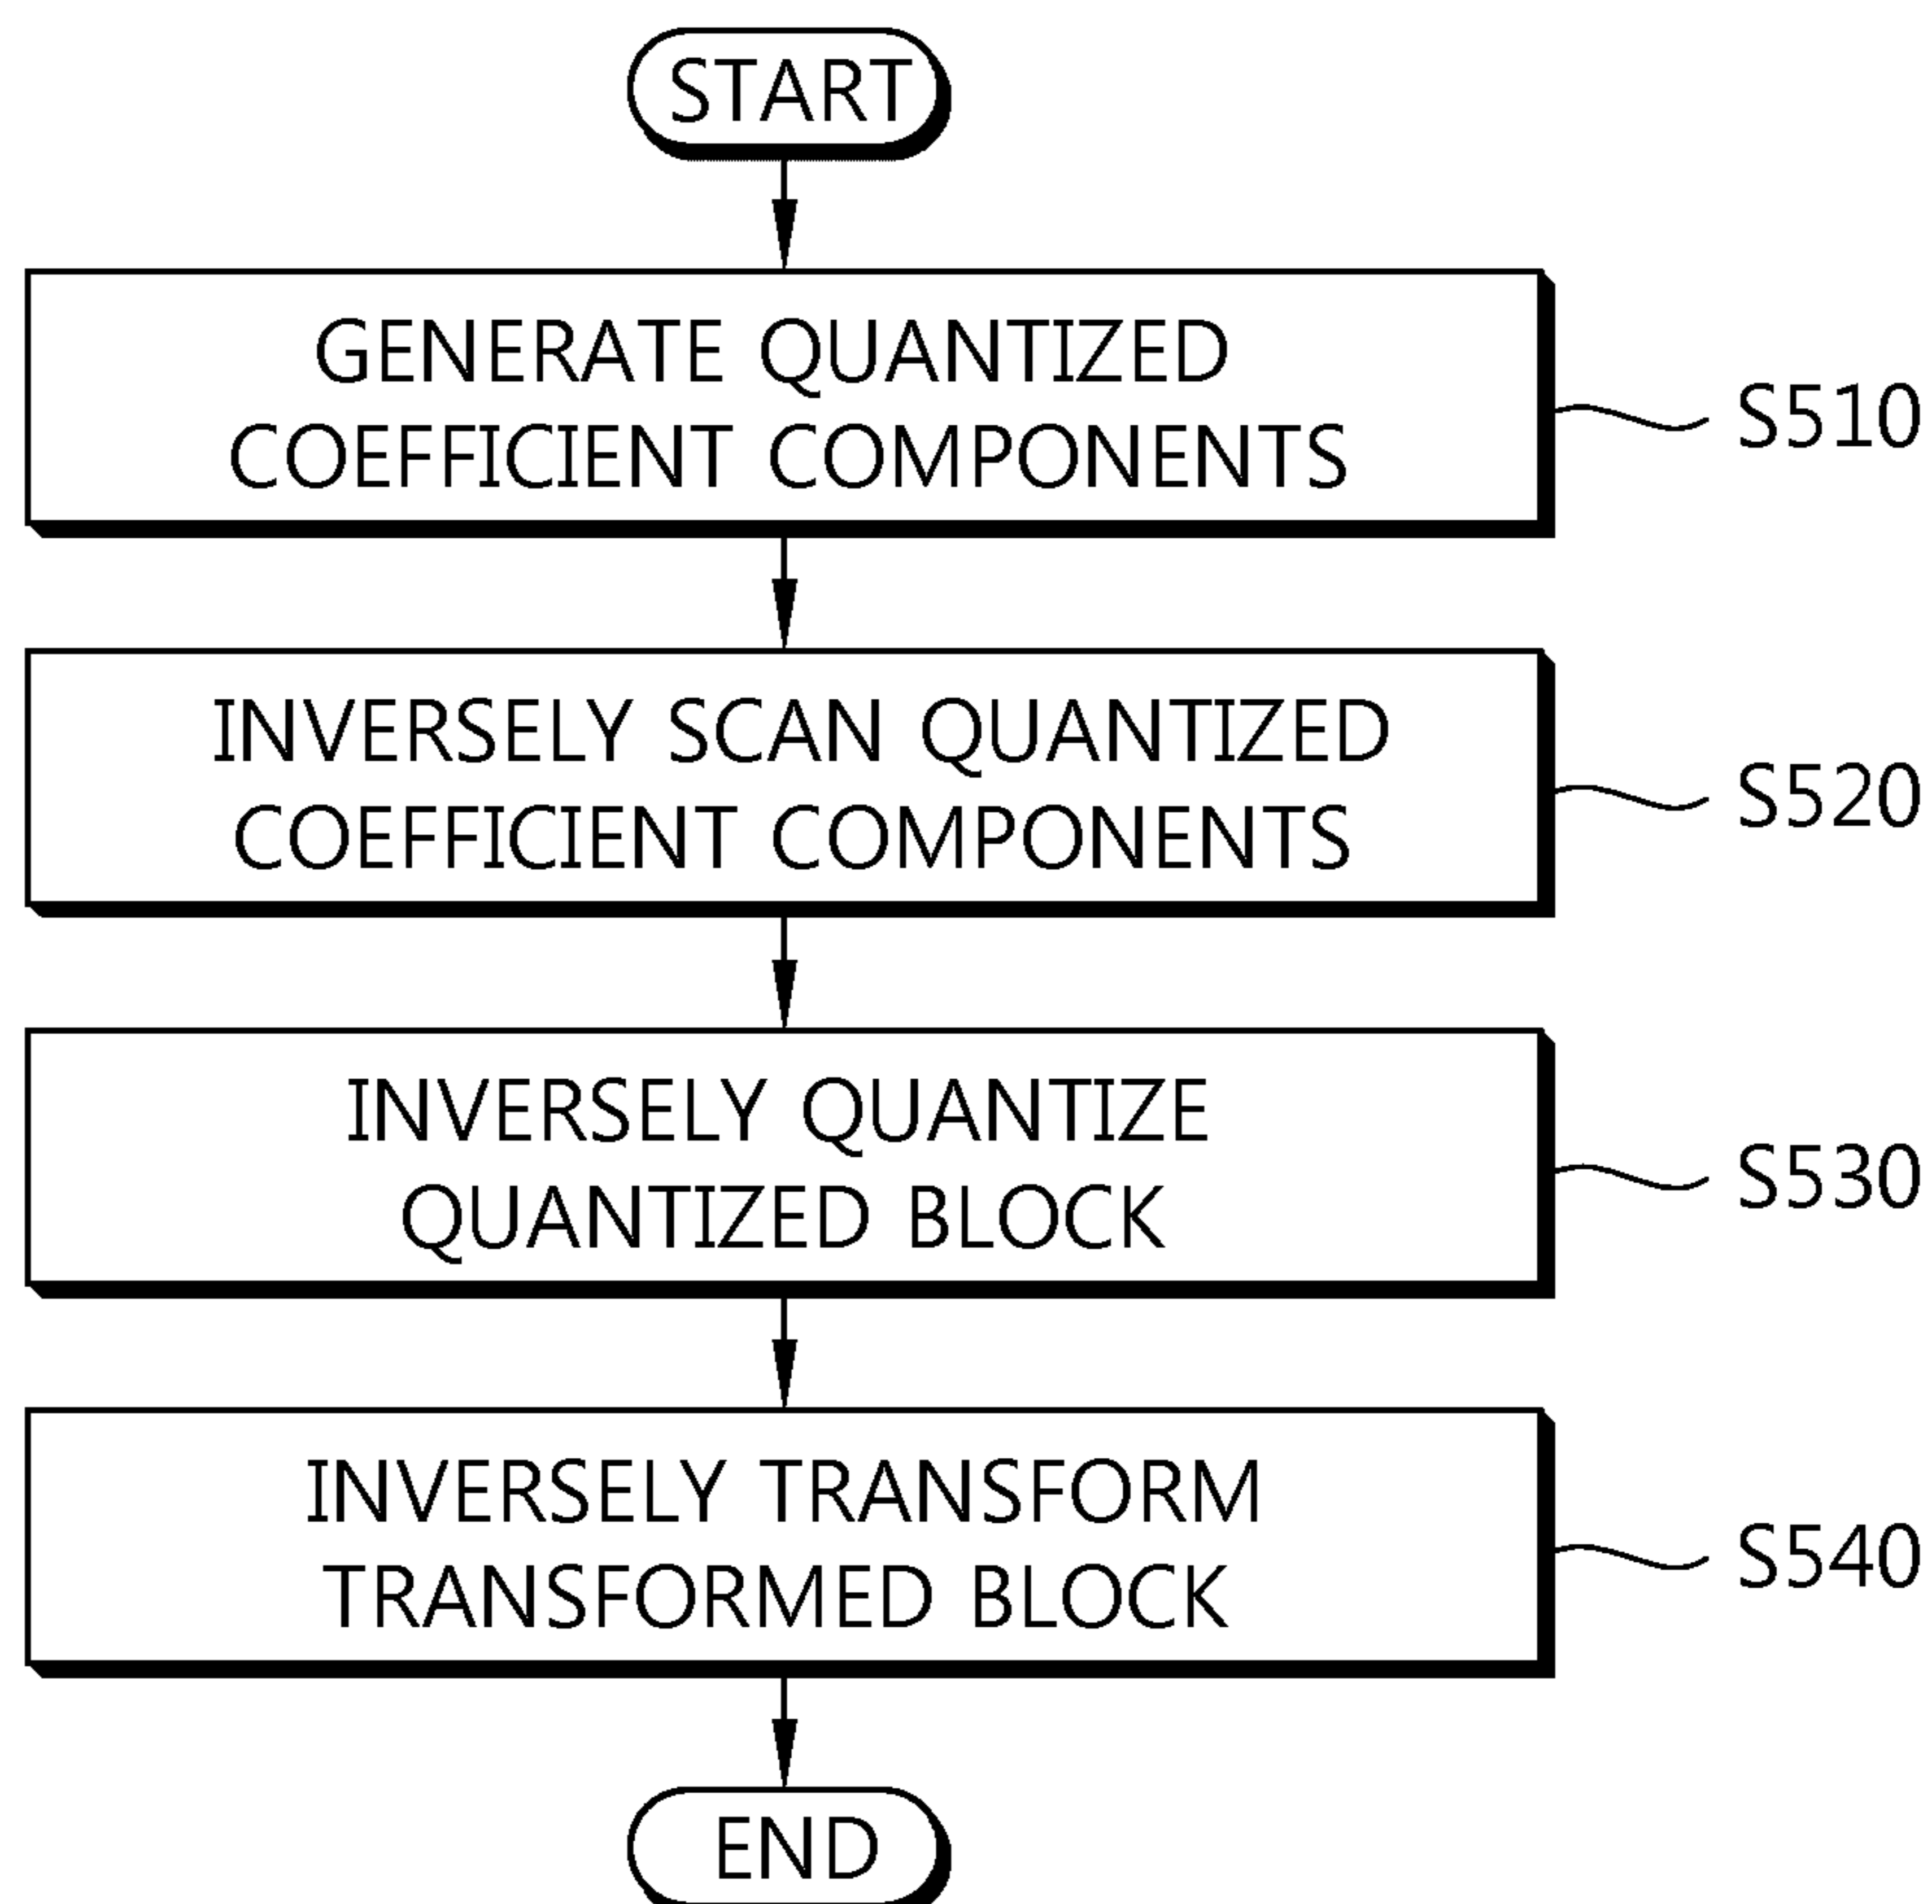 START
GENERATE QUANTIZED
COEFFICIENT COMPONENTS
S510
INVERSELY SCAN QUANTIZED
COEFFICIENT COMPONENTS
S520
INVERSELY QUANTIZE
QUANTIZED BLOCK
S530
INVERSELY TRANSFORM
TRANSFORMED BLOCK
S540
END